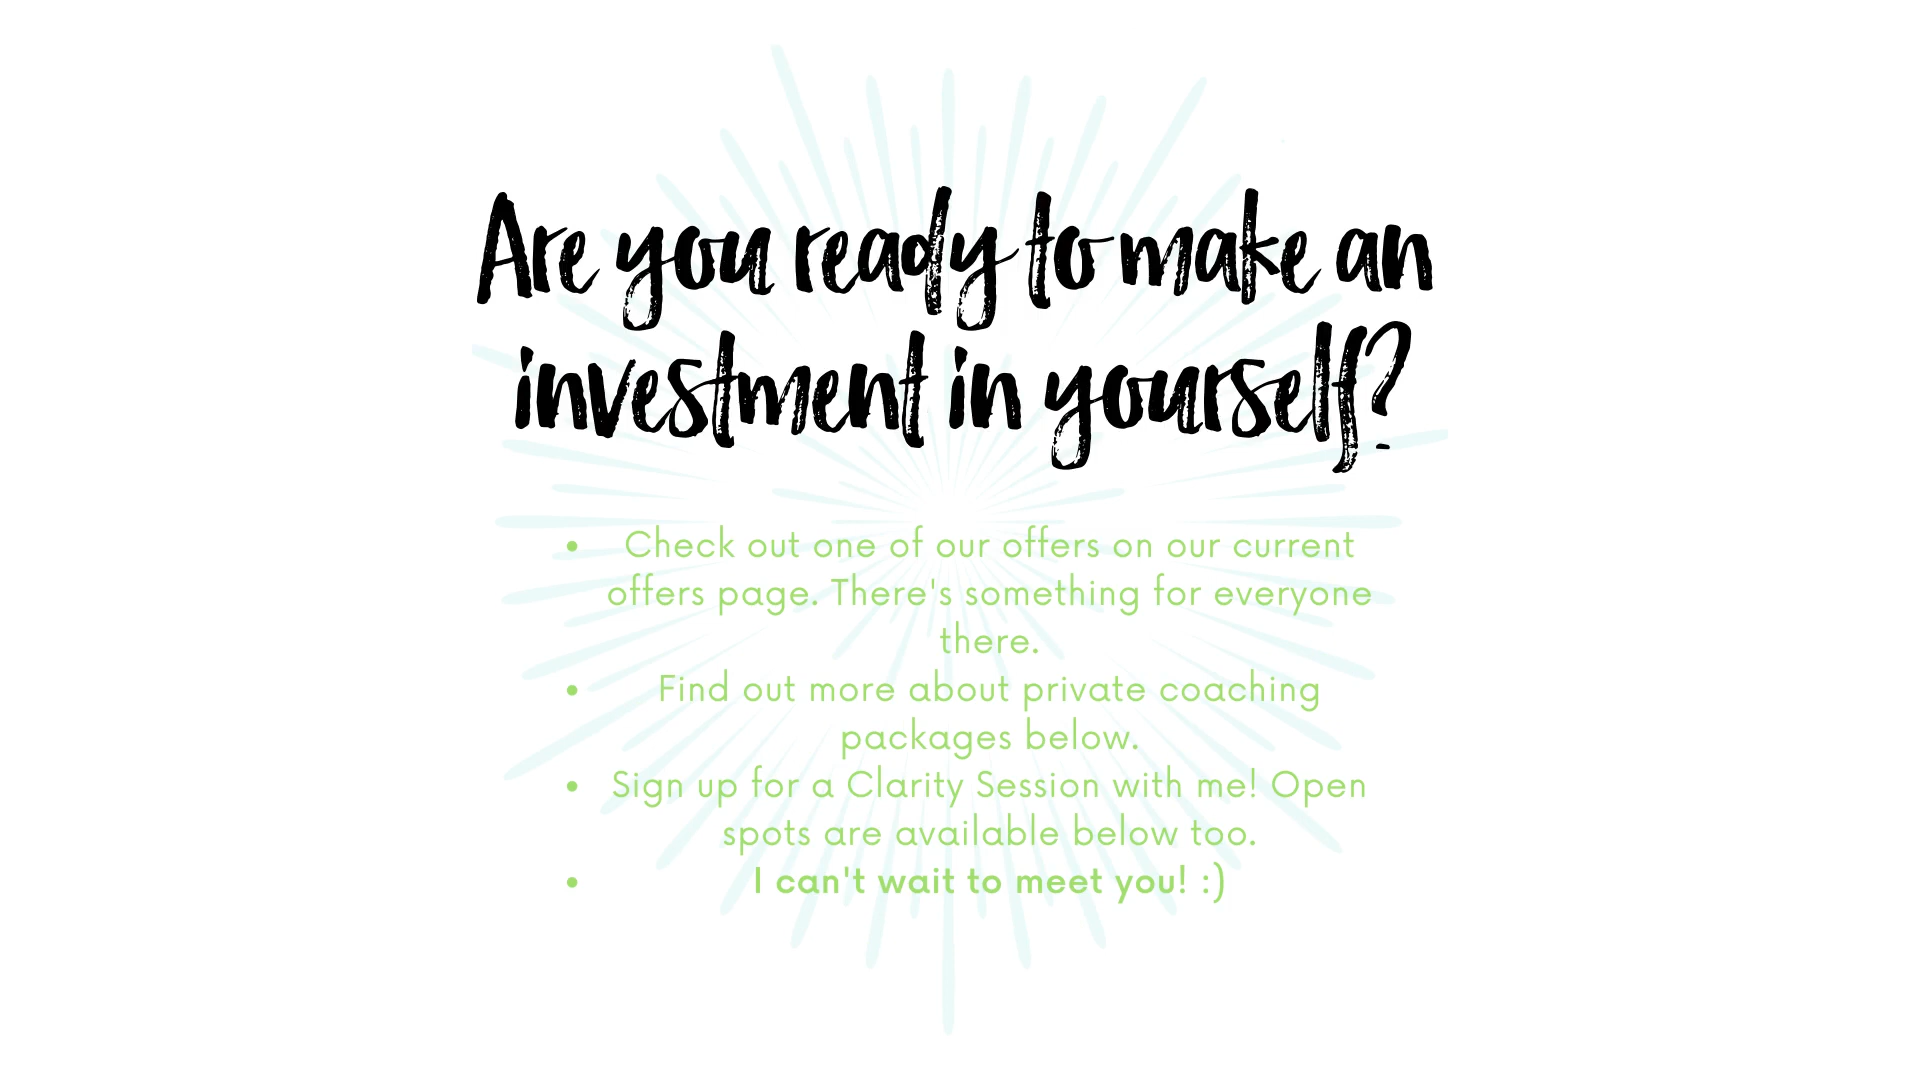 Are you ready to make an
investment in yourself?
• Check out one of our offers on our current
offers page. There's something for everyone
there.
• Find out more about private coaching
packages below.
• Sign up for a Clarity Session with me! Open
spots are available below too.
• I can't wait to meet you! :)